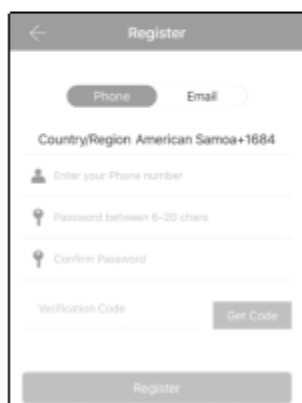 Register
Phone Email
Country/Region American Samoa+1684
Enter your Phone number
Password between 6-20 chars
Confirm Password
Verification Code Get Code
Register